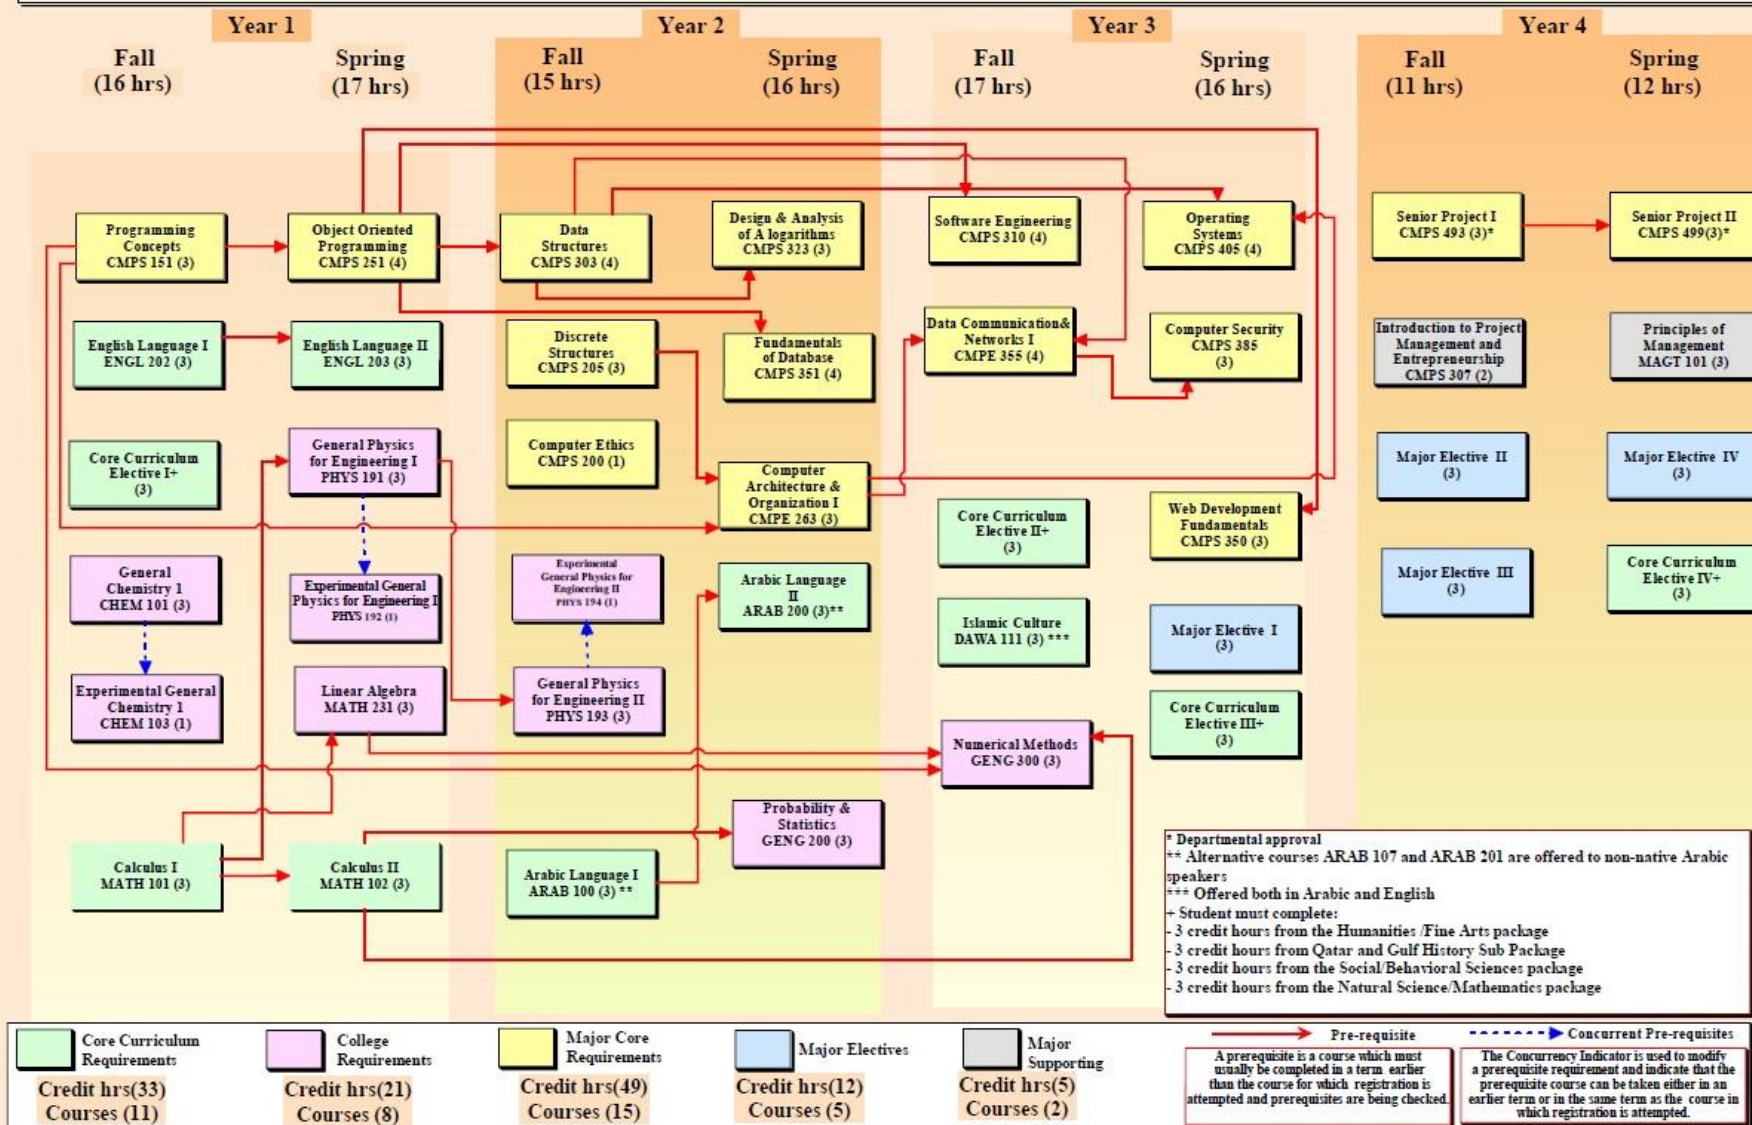 Year 1
Year 2
Year 3
Year 4
Fall
(16 hrs)
Spring
(17 hrs)
Fall
(15 hrs)
Spring
(16 hrs)
Fall
(17 hrs)
Spring
(16 hrs)
Fall
(11 hrs)
Spring
(12 hrs)
Programming
Concepts
CMPS 151 (3)
Object Oriented
Programming
CMPS 251 (4)
Data
Structures
CMPS 303 (4)
Design & Analysis
of A logarithms
CMPS 323 (3)
Software Engineering
CMPS 310 (4)
Operating
Systems
CMPS 405 (4)
Senior Project I
CMPS 493 (3)*
Senior Project II
CMPS 499(3)*
English Language I
ENGL 202 (3)
English Language II
ENGL 203 (3)
Discrete
Structures
CMPS 205 (3)
Fundamentals
of Database
CMPS 351 (4)
Data Communication&
Networks I
CMPE 355 (4)
Computer Security
CMPS 385
(3)
Introduction to Project
Management and
Entrepreneurship
CMPS 307 (2)
Principles of
Management
MAGT 101 (3)
Core Curriculum
Elective I+
(3)
General Physics
for Engineering I
PHYS 191 (3)
Computer Ethics
CMPS 200 (1)
Computer
Architecture &
Organization I
CMPE 263 (3)
Core Curriculum
Elective II+
(3)
Web Development
Fundamentals
CMPS 350 (3)
Major Elective II
(3)
Major Elective IV
(3)
General
Chemistry 1
CHEM 101 (3)
Experimental General
Physics for Engineering I
PHYS 192 (1)
Experimental
General Physics for
Engineering II
PHYS 194 (1)
Arabic Language
II
ARAB 200 (3)**
Islamic Culture
DAWA 111 (3) ***
Major Elective I
(3)
Major Elective III
(3)
Core Curriculum
Elective IV+
(3)
Experimental General
Chemistry 1
CHEM 103 (1)
Linear Algebra
MATH 231 (3)
General Physics
for Engineering II
PHYS 193 (3)
Numerical Methods
GENG 300 (3)
Core Curriculum
Elective III+
(3)
Calculus I
MATH 101 (3)
Calculus II
MATH 102 (3)
Arabic Language I
ARAB 100 (3) **
Probability &
Statistics
GENG 200 (3)
* Departmental approval
** Alternative courses ARAB 107 and ARAB 201 are offered to non-native Arabic
speakers
*** Offered both in Arabic and English
+ Student must complete:
- 3 credit hours from the Humanities /Fine Arts package
- 3 credit hours from Qatar and Gulf History Sub Package
- 3 credit hours from the Social/Behavioral Sciences package
- 3 credit hours from the Natural Science/Mathematics package
Core Curriculum
Requirements
Credit hrs(33)
Courses (11)
College
Requirements
Credit hrs(21)
Courses (8)
Major Core
Requirements
Credit hrs(49)
Courses (15)
Major Electives
Credit hrs(12)
Courses (5)
Major
Supporting
Credit hrs(5)
Courses (2)
Pre-requisite
A prerequisite is a course which must
usually be completed in a term earlier
than the course for which registration is
attempted and prerequisites are being checked.
Concurrent Pre-requisites
The Concurrency Indicator is used to modify
a prerequisite requirement and indicate that the
prerequisite course can be taken either in an
earlier term or in the same term as the course in
which registration is attempted.